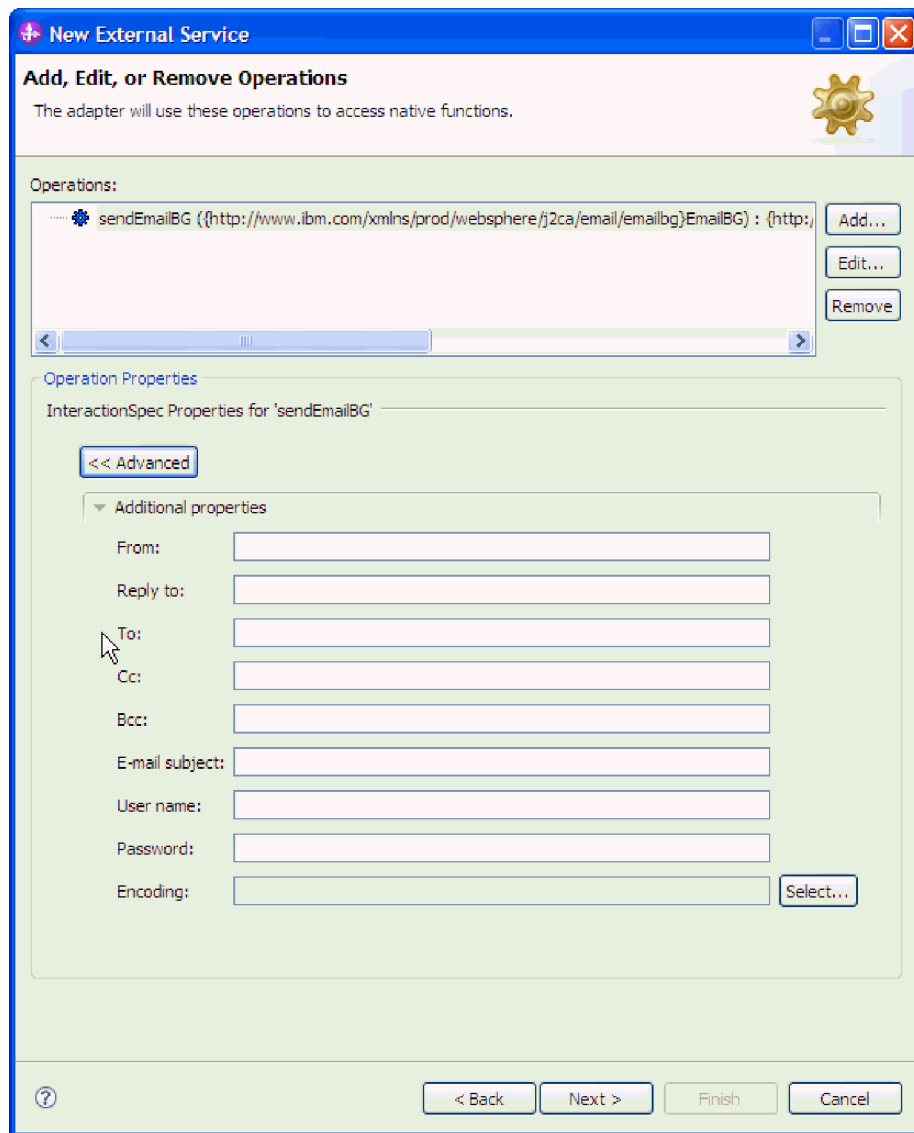 New External Service
Add, Edit, or Remove Operations
The adapter will use these operations to access native functions.
Operations:
sendEmailBG ({http://www.ibm.com/xmlns/prod/websphere/j2ca/email/emailbg}EmailBG) : {http:/
Add...
Edit...
Remove
Operation Properties
InteractionSpec Properties for 'sendEmailBG'
<< Advanced
Additional properties
From:
Reply to:
To:
Cc:
Bcc:
E-mail subject:
User name:
Password:
Encoding:
Select...
?
< Back
Next >
Finish
Cancel